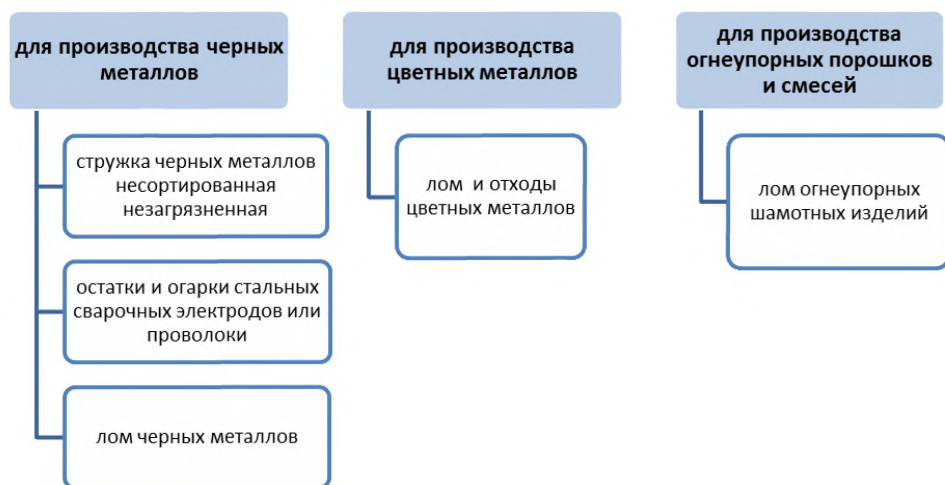 для производства черных
металлов
стружка черных металлов
несортированная
незагрязненная
остатки и огарки стальных
сварочных электродов или
проволоки
лом черных металлов
для производства
цветных металлов
лом и отходы
цветных металлов
для производства
огнеупорных порошков
и смесей
лом огнеупорных
шамотных изделий